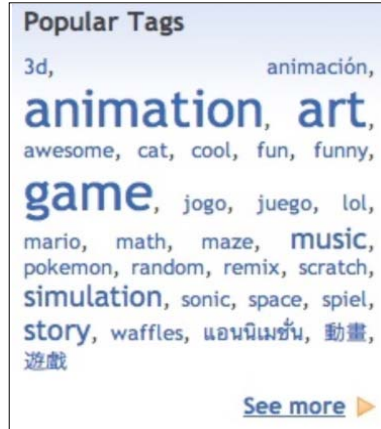 Popular Tags
3d, animación,
animation, art,
awesome, cat, cool, fun, funny,
game, jogo, juego, lol,
mario, math, maze, music,
pokemon, random, remix, scratch,
simulation, sonic, space, spiel,
story, waffles, แอนนิเมชั่น, 動畫,
遊戲
See more